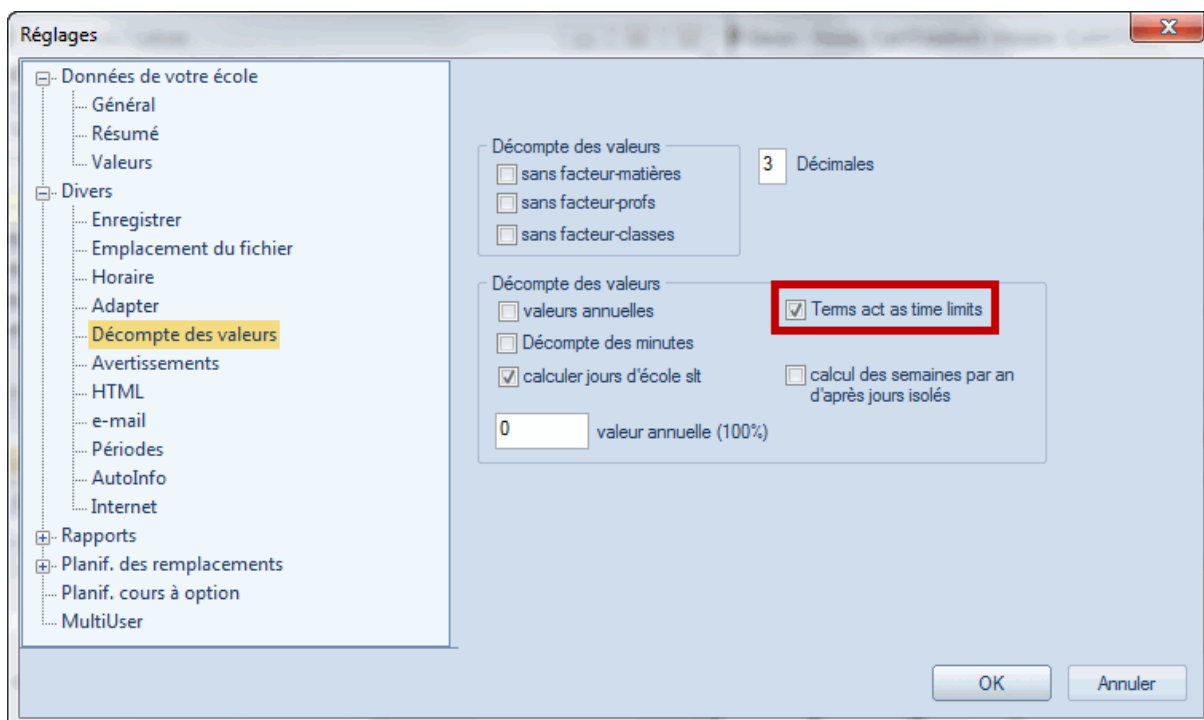 Réglages
Données de votre école
Général
Résumé
Valeurs
Divers
Enregistrer
Emplacement du fichier
Horaire
Adapter
Décompte des valeurs
Avertissements
HTML
e-mail
Périodes
AutoInfo
Internet
Rapports
Planif. des remplacements
Planif. cours à option
MultiUser
Décompte des valeurs
sans facteur-matières
sans facteur-profs
sans facteur-classes
3 Décimales
Décompte des valeurs
valeurs annuelles
Terms act as time limits
Décompte des minutes
calculer jours d'école slt
calcul des semaines par an
d'après jours isolés
0 valeur annuelle (100%)
OK
Annuler